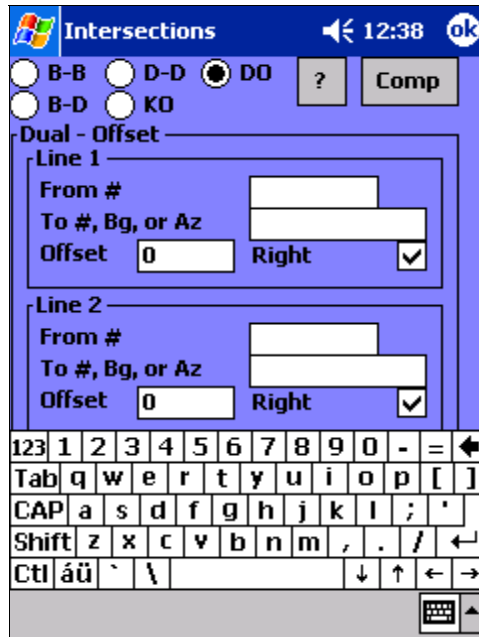 Intersections 12:38 ok
B-B D-D DO ? Comp
B-D KO
Dual - Offset
Line 1
From #
To #, Bg, or Az
Offset 0 Right
Line 2
From #
To #, Bg, or Az
Offset 0 Right
123 1 2 3 4 5 6 7 8 9 0 - =
Tab q w e r t y u i o p [ ]
CAP a s d f g h j k l ; '
Shift z x c v b n m , . /
Ctl áü ` \